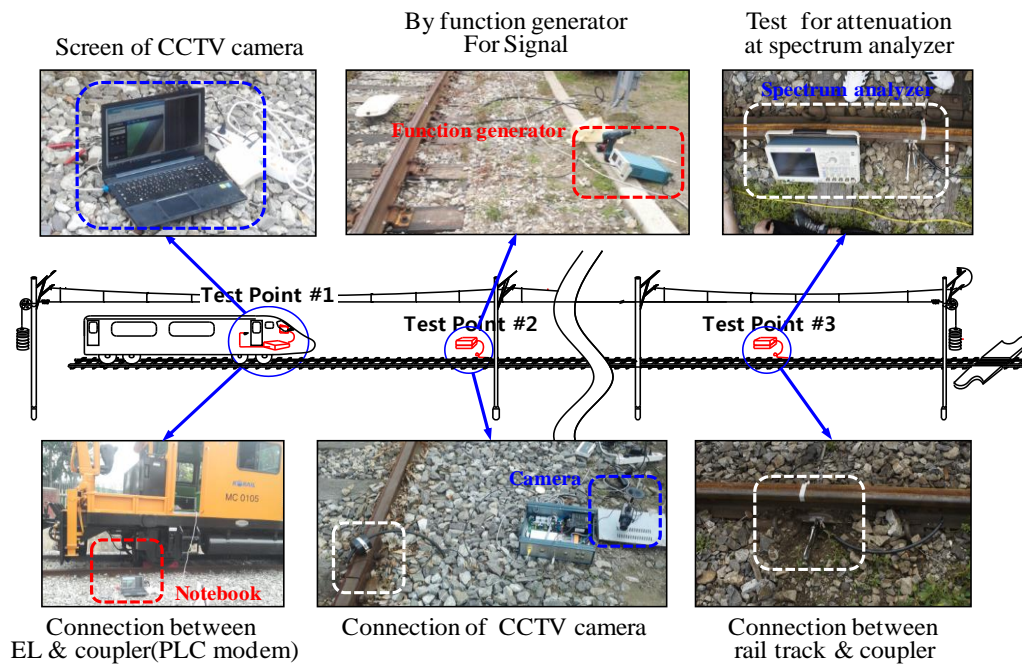 Screen of CCTV camera
By function generator
For Signal
Test for attenuation
at spectrum analyzer
Function generator
Spectrum analyzer
Test Point #1
Test Point #2
Test Point #3
MC 0105
Notebook
Camera
Connection between
EL & coupler(PLC modem)
Connection of CCTV camera
Connection between
rail track & coupler